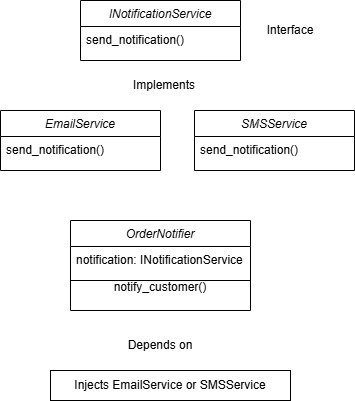 INotificationService
send_notification()
Interface
Implements
EmailService
send_notification()
SMSService
send_notification()
OrderNotifier
notification: INotificationService
notify_customer()
Depends on
Injects EmailService or SMSService